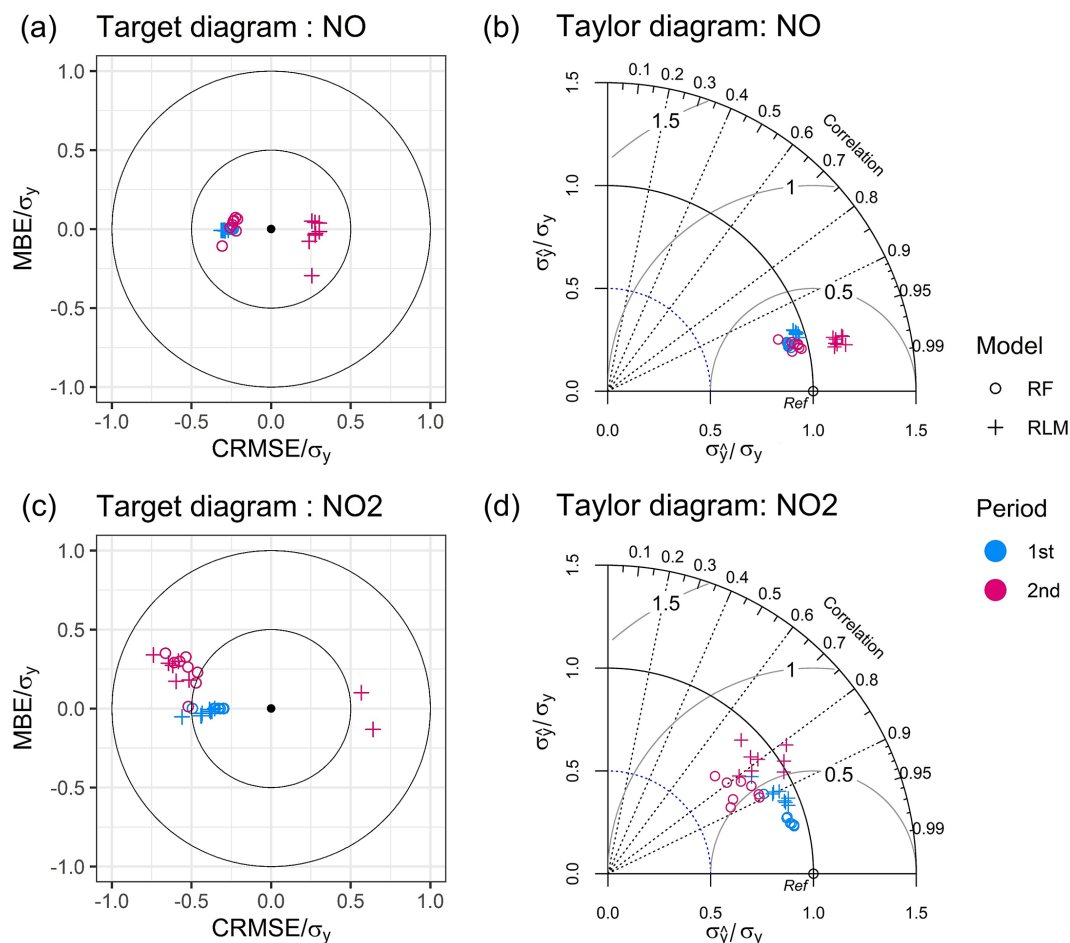 (a) Target diagram : NO
MBE/σy
1.0
0.5
0.0
-0.5
-1.0
-1.0 -0.5 0.0 0.5 1.0
CRMSE/σy
(b) Taylor diagram: NO
σŷ/σy
1.5
1.0
0.5
0.0
0.1 0.2 0.3 0.4 0.5 0.6 0.7 0.8 0.9 0.95 0.99
Correlation
1.5
1
0.5
Ref
0.0 0.5 1.0 1.5
σŷ/σy
Model
RF
RLM
Period
1st
2nd
(c) Target diagram : NO2
MBE/σy
1.0
0.5
0.0
-0.5
-1.0
-1.0 -0.5 0.0 0.5 1.0
CRMSE/σy
(d) Taylor diagram: NO2
σŷ/σy
1.5
1.0
0.5
0.0
0.1 0.2 0.3 0.4 0.5 0.6 0.7 0.8 0.9 0.95 0.99
Correlation
1.5
1
0.5
Ref
0.0 0.5 1.0 1.5
σŷ/σy